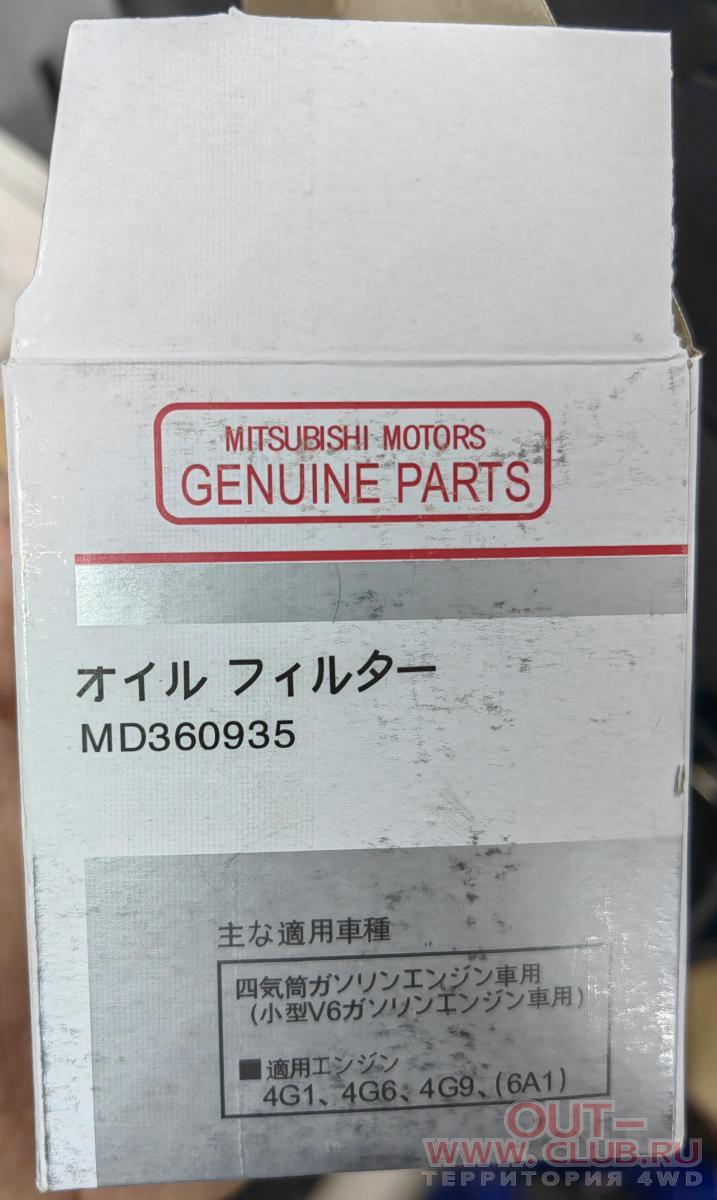 MITSUBISHI MOTORS
GENUINE PARTS
オイル フィルター
MD360935
主な適用車種
四気筒ガソリンエンジン車用
(小型V6ガソリンエンジン車用)
■適用エンジン
4G1、4G6、4G9、(6A1)
OUT-
WWW.CLUB.RU
ТЕРРИТОРИЯ 4WD